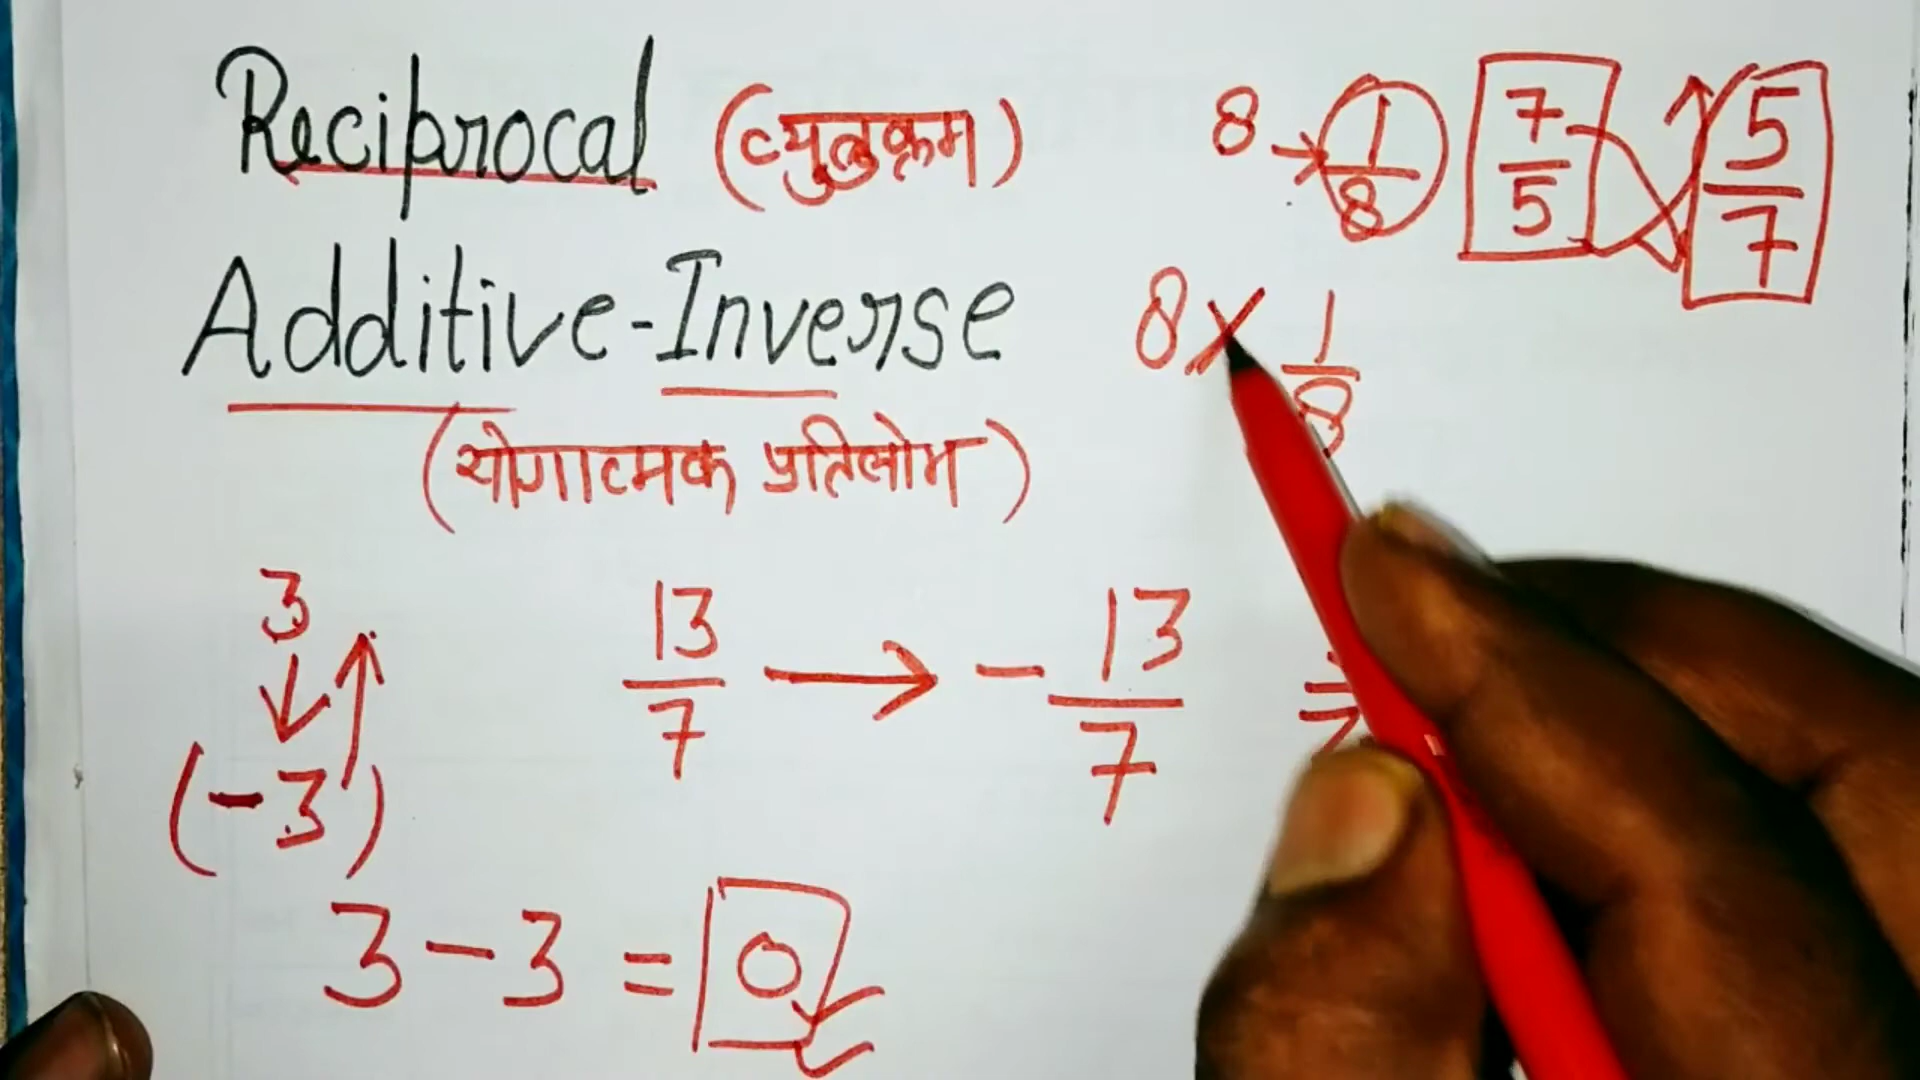 Reciprocal (व्युत्क्रम) 8 → 1/8 7/5 5/7
Additive-Inverse 8 × 1/8
(योगात्मक प्रतिलोम)
3 13/7 → - 13/7
(-3)
3 - 3 = 0